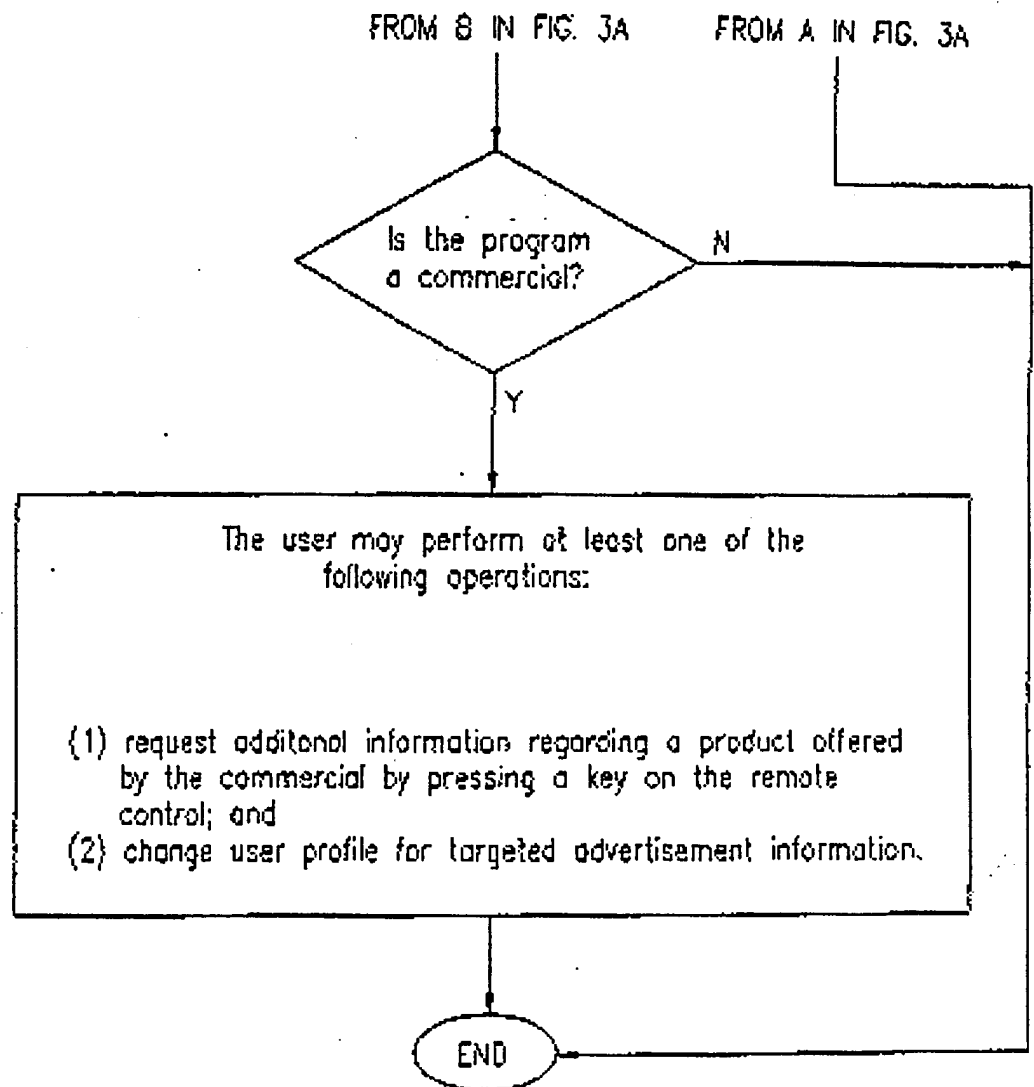 FROM B IN FIG. 3A
FROM A IN FIG. 3A
Is the program
a commercial?
N
Y
The user may perform at least one of the
following operations:
(1) request additonal information regarding a product offered
by the commercial by pressing a key on the remote
control; and
(2) change user profile for targeted advertisement information.
END